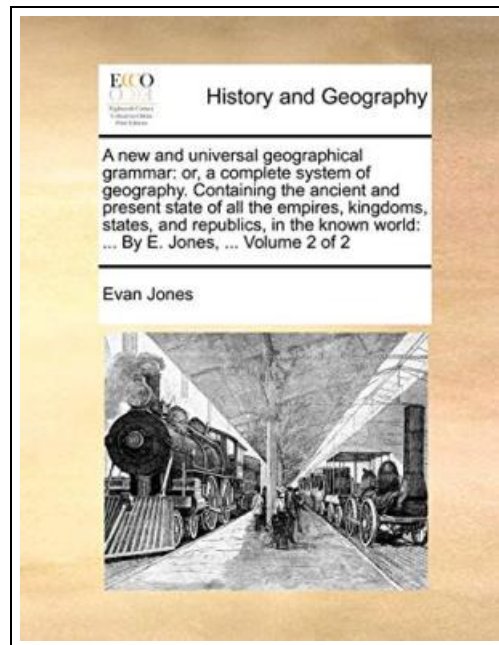 ECCO
History and Geography
A new and universal geographical
grammar: or, a complete system of
geography. Containing the ancient and
present state of all the empires, kingdoms,
states, and republics, in the known world:
... By E. Jones, ... Volume 2 of 2
Evan Jones